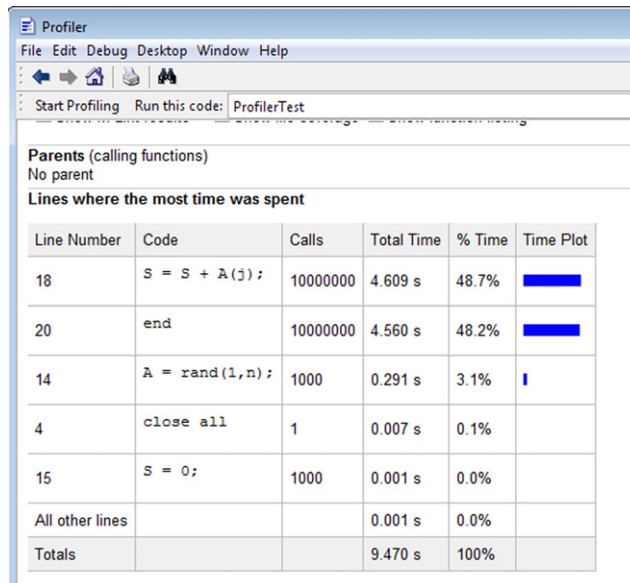 Profiler
File Edit Debug Desktop Window Help
Start Profiling Run this code: ProfilerTest
Parents (calling functions)
No parent
Lines where the most time was spent
Line Number Code Calls Total Time % Time Time Plot
18 S = S + A(j); 10000000 4.609 s 48.7%
20 end 10000000 4.560 s 48.2%
14 A = rand(1,n); 1000 0.291 s 3.1%
4 close all 1 0.007 s 0.1%
15 S = 0; 1000 0.001 s 0.0%
All other lines 0.001 s 0.0%
Totals 9.470 s 100%